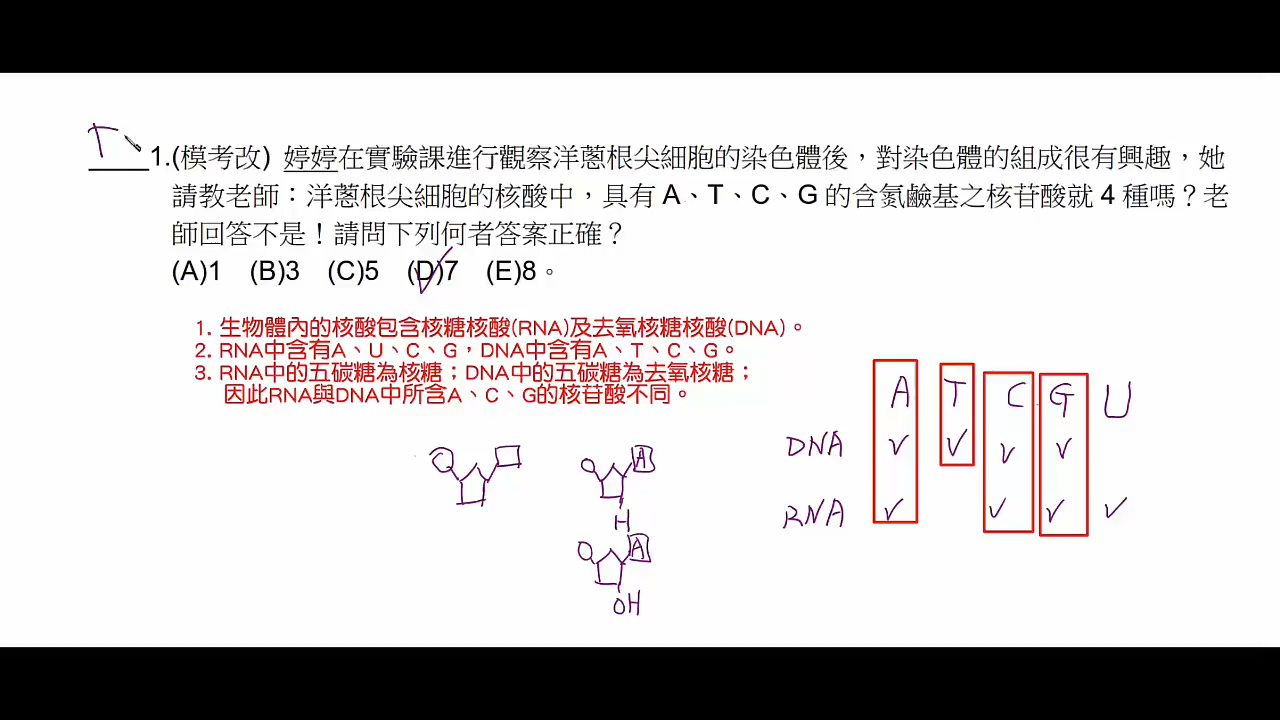 1.(模考改) 婷婷在實驗課進行觀察洋蔥根尖細胞的染色體後，對染色體的組成很有興趣，她
請教老師：洋蔥根尖細胞的核酸中，具有 A、T、C、G 的含氮鹼基之核苷酸就 4 種嗎？老
師回答不是！請問下列何者答案正確？
(A)1 (B)3 (C)5 (D)7 (E)8。
1. 生物體內的核酸包含核糖核酸(RNA)及去氧核糖核酸(DNA)。
2. RNA中含有A、U、C、G，DNA中含有A、T、C、G。
3. RNA中的五碳糖為核糖；DNA中的五碳糖為去氧核糖；
因此RNA與DNA中所含A、C、G的核苷酸不同。
A T C G U
DNA ✓ ✓ ✓ ✓
RNA ✓ ✓ ✓ ✓
A
H
A
OH